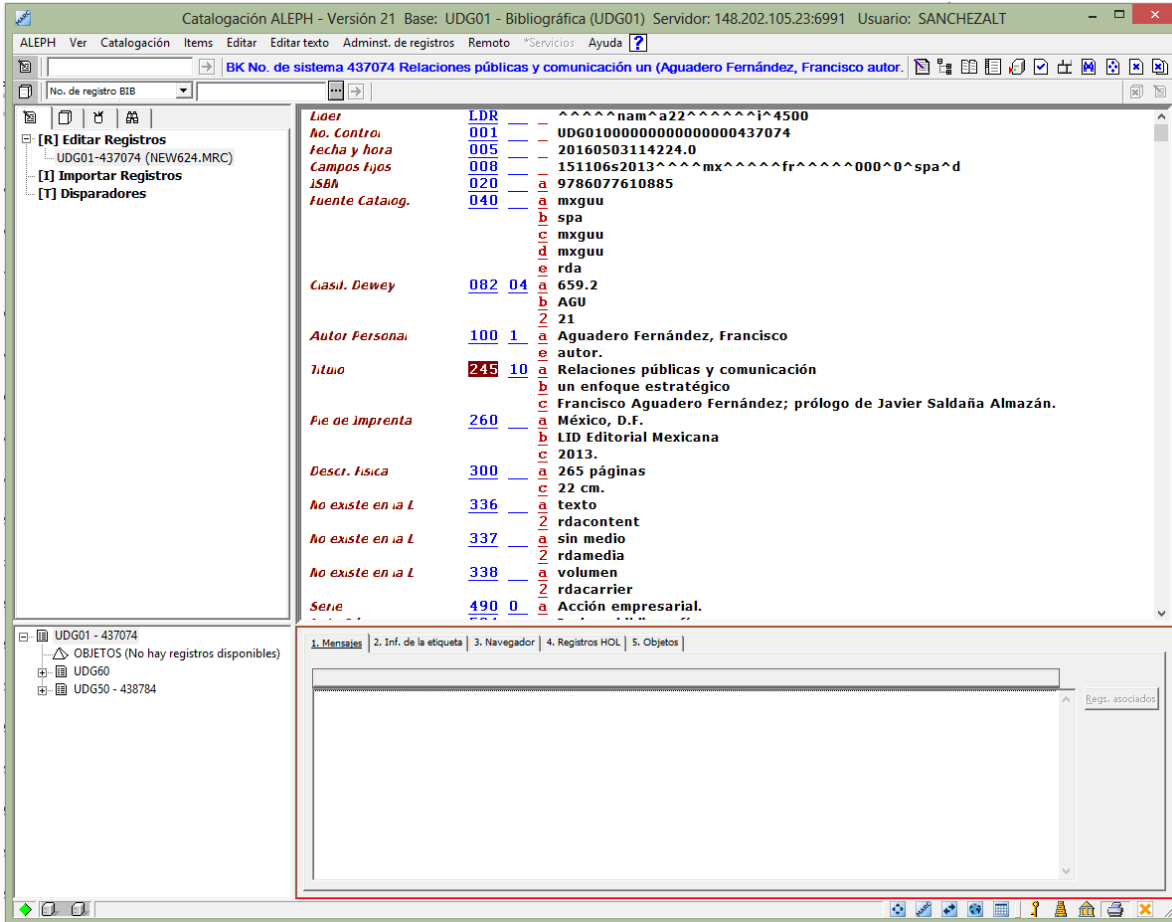 Catalogación ALEPH - Versión 21 Base: UDG01 - Bibliográfica (UDG01) Servidor: 148.202.105.23:6991 Usuario: SANCHEZALT
ALEPH Ver Catalogación Items Editar Editar texto Adminst. de registros Remoto *Servicios Ayuda ?
BK No. de sistema 437074 Relaciones públicas y comunicación un (Aguadero Fernández, Francisco autor.
No. de registro BIB
[R] Editar Registros
UDG01-437074 (NEW624.MRC)
[I] Importar Registros
[T] Disparadores
Lider LDR _ ^^^^^nam^a22^^^^^^i^4500
No. Control 001 _ UDG01000000000000000437074
Fecha y hora 005 _ 20160503114224.0
Campos Fijos 008 _ 151106s2013^^^^mx^^^^^fr^^^^^000^0^spa^d
ISBN 020 a 9786077610885
Fuente Catalog. 040 a mxguu
b spa
c mxguu
d mxguu
e rda
Clasif. Dewey 082 04 a 659.2
b AGU
2 21
Autor Personal 100 1 a Aguadero Fernández, Francisco
e autor.
Título 245 10 a Relaciones públicas y comunicación
b un enfoque estratégico
c Francisco Aguadero Fernández; prólogo de Javier Saldaña Almazán.
Pie de Imprenta 260 a México, D.F.
b LID Editorial Mexicana
c 2013.
Descr. Física 300 a 265 páginas
c 22 cm.
No existe en la L 336 a texto
2 rdacontent
No existe en la L 337 a sin medio
2 rdamedia
No existe en la L 338 a volumen
2 rdacarrier
Serie 490 0 a Acción empresarial.
UDG01 - 437074
OBJETOS (No hay registros disponibles)
UDG60
UDG50 - 438784
1. Mensajes 2. Inf. de la etiqueta 3. Navegador 4. Registros HOL 5. Objetos
Regs. asociados